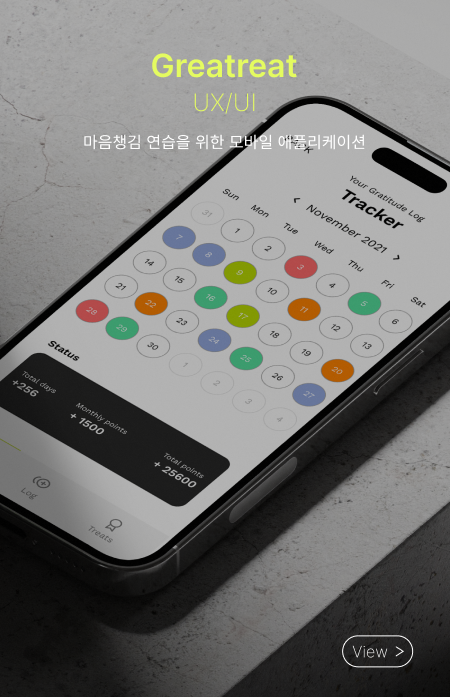 Greatreat
UX/UI
마음챙김 연습을 위한 모바일 애플리케이션
Your Gratitude Log
Tracker
< November 2021 >
Sun Mon Tue Wed Thu Fri Sat
31 1 2 3 4 5 6
7 8 9 10 11 12 13
14 15 16 17 18 19 20
21 22 23 24 25 26 27
28 29 30 1 2 3 4
Status
Total days Monthly points Total points
+256 + 1500 + 25600
Log Treats
View >